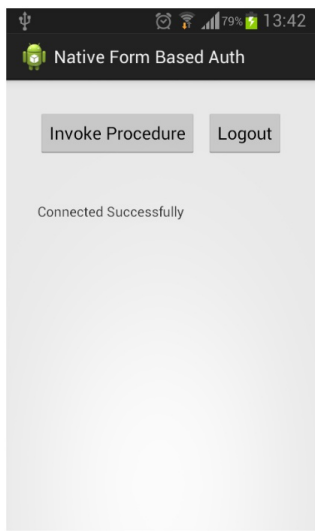 79% 13:42
Native Form Based Auth
Invoke Procedure Logout
Connected Successfully